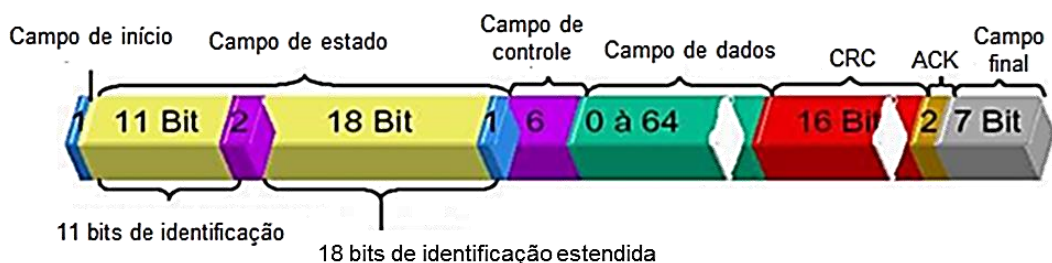 Campo de início
Campo de estado
Campo de
controle
Campo de dados
CRC
ACK
Campo
final
1
11 Bit
2
18 Bit
1
6
0 à 64
16 Bit
2
7 Bit
11 bits de identificação
18 bits de identificação estendida